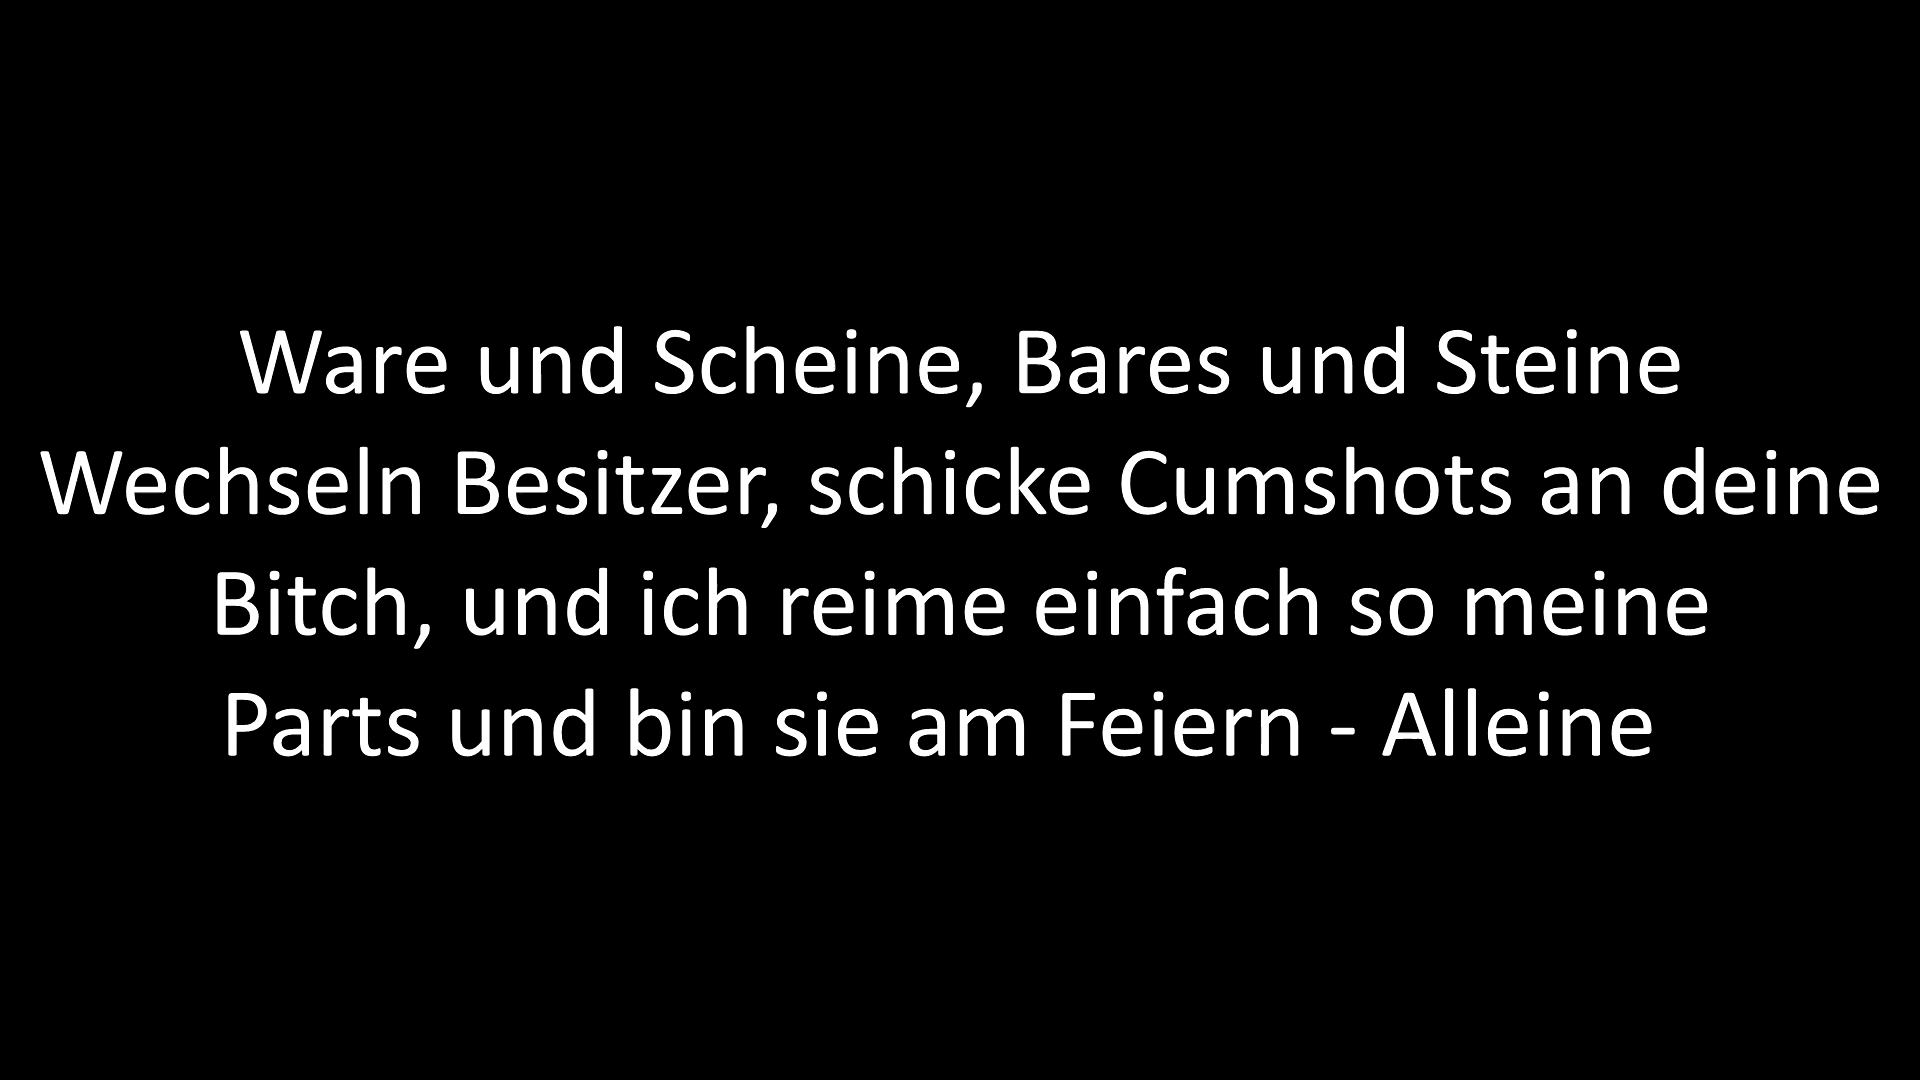 Ware und Scheine, Bares und Steine
Wechseln Besitzer, schicke Cumshots an deine
Bitch, und ich reime einfach so meine
Parts und bin sie am Feiern - Alleine